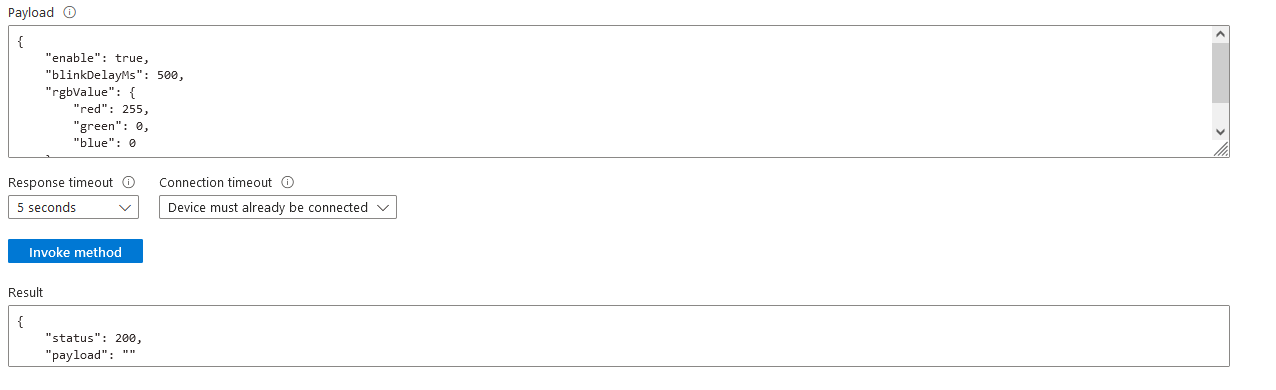 Payload
{
    "enable": true,
    "blinkDelayMs": 500,
    "rgbValue": {
        "red": 255,
        "green": 0,
        "blue": 0
Response timeout
Connection timeout
5 seconds
Device must already be connected
Invoke method
Result
{
    "status": 200,
    "payload": ""